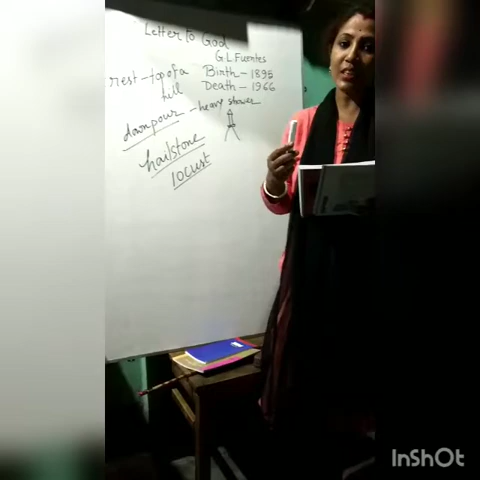 Letter to God
G.L.Fuentes
rest - top of a hill
Birth - 1895
Death - 1966
downpour - heavy shower
hailstone
locust
InShOt